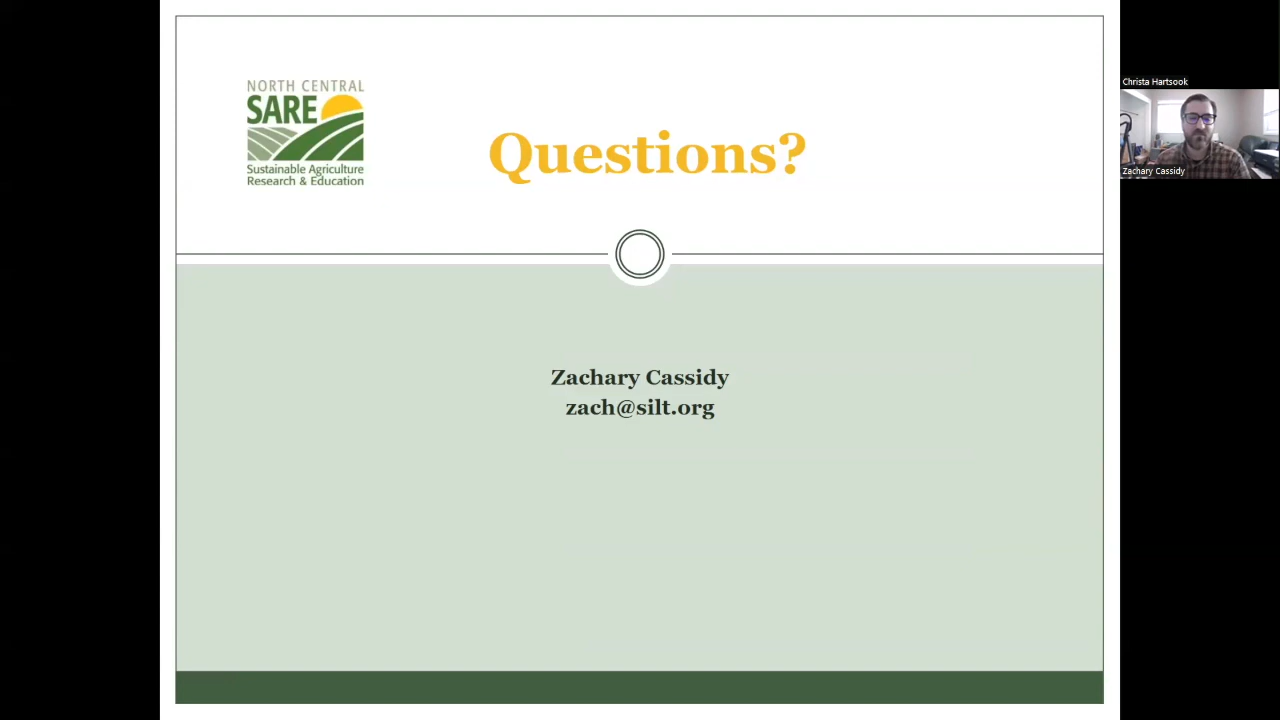 NORTH CENTRAL
SARE
Sustainable Agriculture
Research & Education
Questions?
Zachary Cassidy
zach@silt.org
Christa Hartsook
Zachary Cassidy